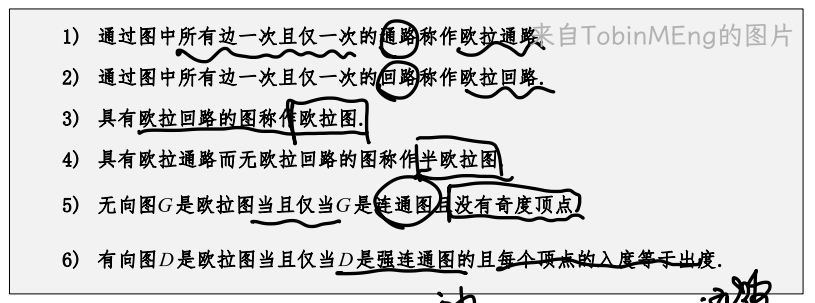 1) 通过图中所有边一次且仅一次的通路称作欧拉通路. 来自TobinMEng的图片
2) 通过图中所有边一次且仅一次的回路称作欧拉回路.
3) 具有欧拉回路的图称作欧拉图.
4) 具有欧拉通路而无欧拉回路的图称作半欧拉图
5) 无向图G是欧拉图当且仅当G是连通图且没有奇度顶点.
6) 有向图D是欧拉图当且仅当D是强连通图的且每个顶点的入度等于出度.